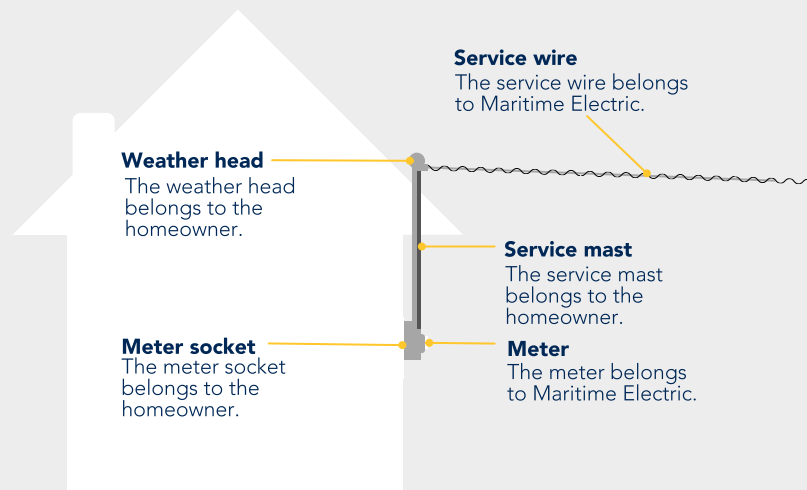 Service wire
The service wire belongs
to Maritime Electric.
Weather head
The weather head
belongs to the
homeowner.
Service mast
The service mast
belongs to the
homeowner.
Meter socket
The meter socket
belongs to the
homeowner.
Meter
The meter belongs
to Maritime Electric.